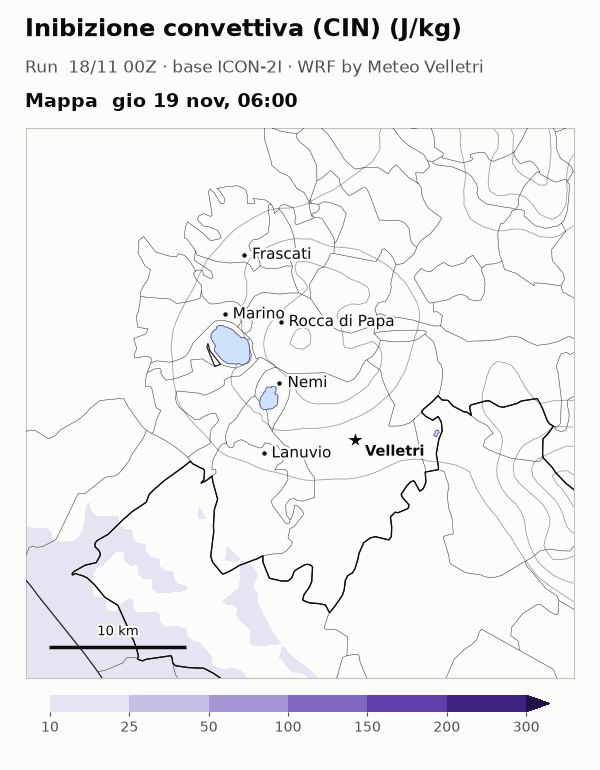 Inibizione convettiva (CIN) (J/kg)
Run  18/11 00Z · base ICON-2I · WRF by Meteo Velletri
Mappa  gio 19 nov, 06:00
Frascati
Marino
Rocca di Papa
Nemi
Velletri
Lanuvio
10 km
10 25 50 100 150 200 300